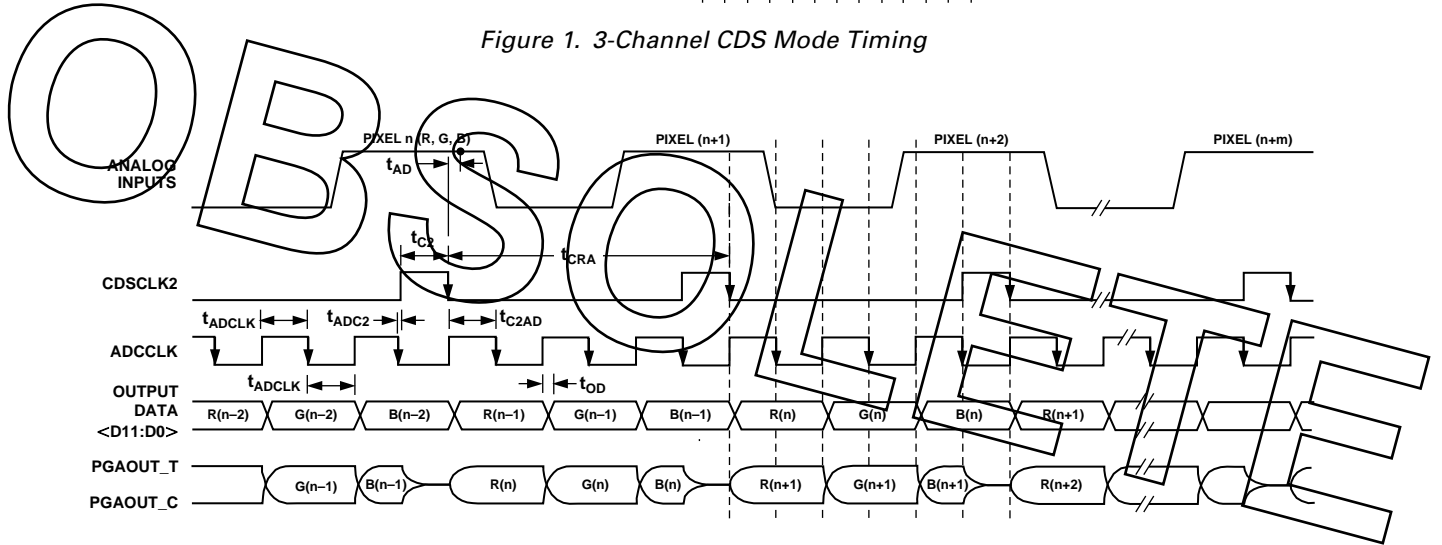 Figure 1. 3-Channel CDS Mode Timing
OBSOLETE
PIXEL n (R, G, B)
PIXEL (n+1)
PIXEL (n+2)
PIXEL (n+m)
ANALOG
INPUTS
tAD
tC2
tCRA
CDSCLK2
tADCLK
tADC2
tC2AD
ADCCLK
tADCLK
tOD
OUTPUT
DATA
<D11:D0>
R(n–2) G(n–2) B(n–2) R(n–1) G(n–1) B(n–1) R(n) G(n) B(n) R(n+1)
PGAOUT_T
PGAOUT_C
G(n–1) B(n–1) R(n) G(n) B(n) R(n+1) G(n+1) B(n+1) R(n+2)